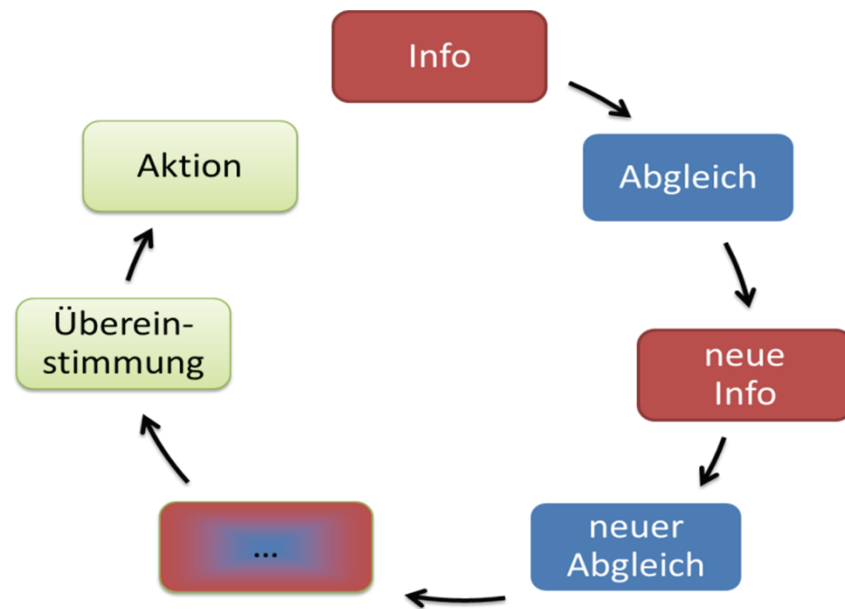 Info
Abgleich
neue
Info
neuer
Abgleich
...
Überein-
stimmung
Aktion